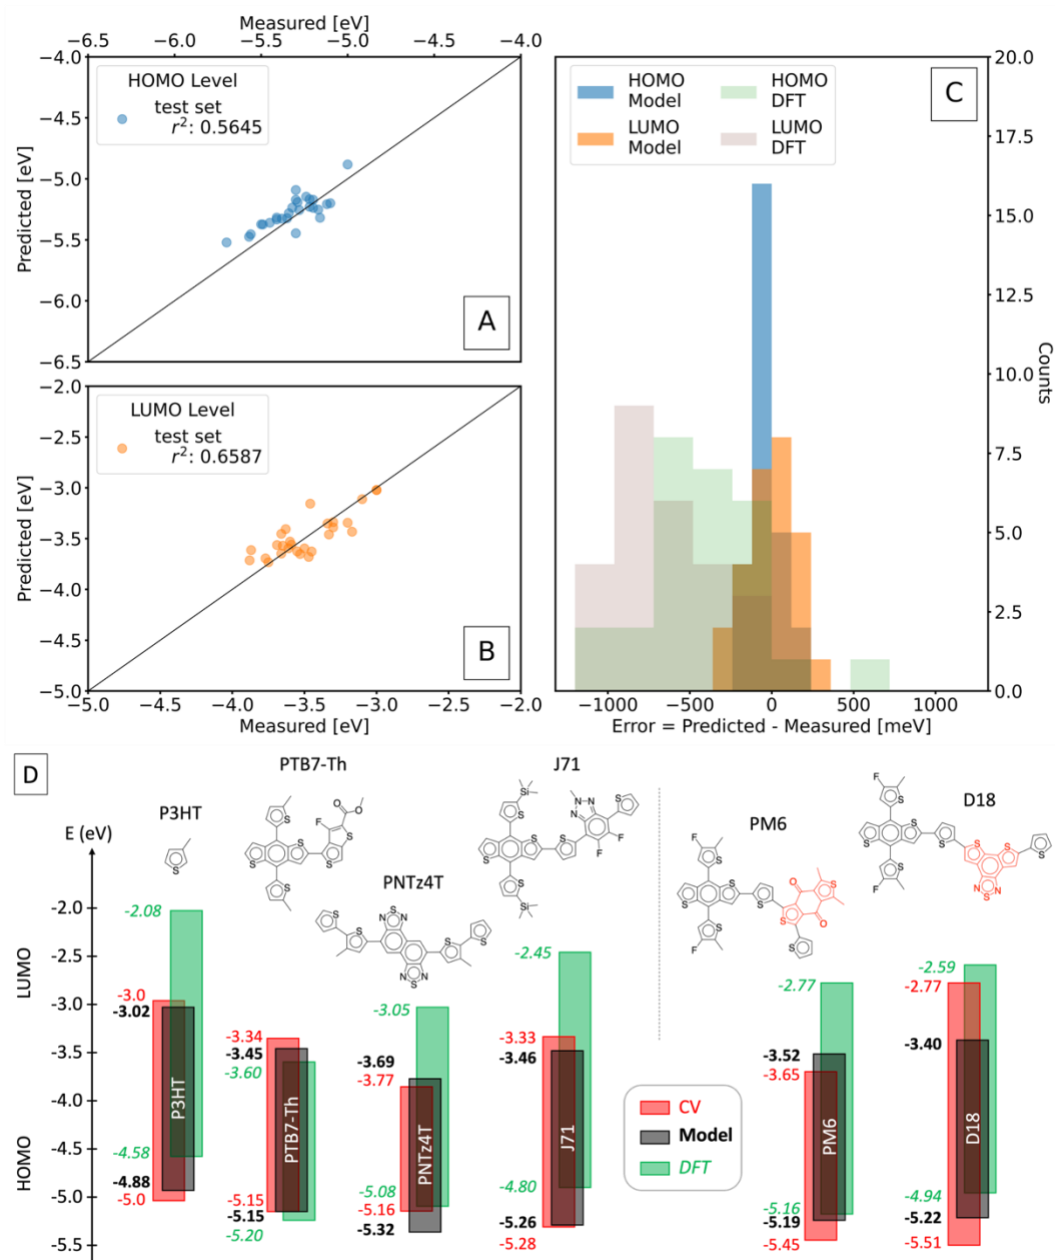 Measured [eV]
−6.5 −6.0 −5.5 −5.0 −4.5 −4.0
−4.0
−4.5
−5.0
−5.5
−6.0
−6.5
Predicted [eV]
HOMO Level
test set
r²: 0.5645
A
−2.0
−2.5
−3.0
−3.5
−4.0
−4.5
−5.0
Predicted [eV]
LUMO Level
test set
r²: 0.6587
B
−5.0 −4.5 −4.0 −3.5 −3.0 −2.5 −2.0
Measured [eV]
HOMO Model
LUMO Model
HOMO DFT
LUMO DFT
C
20.0
17.5
15.0
12.5
10.0
7.5
5.0
2.5
0.0
Counts
−1000 −500 0 500 1000
Error = Predicted - Measured [meV]
D
E (eV)
LUMO
HOMO
-2.0
-2.5
-3.0
-3.5
-4.0
-4.5
-5.0
-5.5
P3HT
S
-2.08
-3.0
-3.02
P3HT
-4.58
-4.88
-5.0
PTB7-Th
S
F
O
O
S
S
S
S
-3.34
-3.45
-3.60
PTB7-Th
-5.15
-5.15
-5.20
PNTz4T
S
N N
S
S
S
S
N N
S
-3.05
-3.69
-3.77
PNTz4T
-5.08
-5.16
-5.32
J71
Si
S
N
N N
S
S
S
S
F
F
S
Si
-2.45
-3.33
-3.46
J71
-4.80
-5.26
-5.28
PM6
F
S
S
S
S
O
S
O
S
S
F
-2.77
-3.52
-3.65
PM6
-5.16
-5.19
-5.45
D18
F
S
S
S
S
S
S
S
N N
S
S
F
-2.59
-2.77
-3.40
D18
-4.94
-5.22
-5.51
CV
Model
DFT